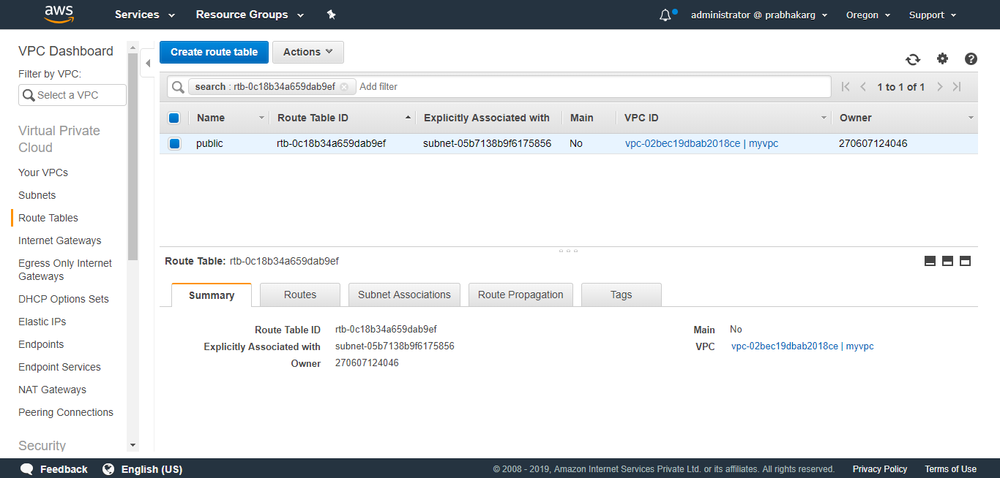 aws Services Resource Groups administrator @ prabhakarg Oregon Support
VPC Dashboard
Filter by VPC:
Select a VPC
Virtual Private
Cloud
Your VPCs
Subnets
Route Tables
Internet Gateways
Egress Only Internet
Gateways
DHCP Options Sets
Elastic IPs
Endpoints
Endpoint Services
NAT Gateways
Peering Connections
Security
Create route table Actions
search : rtb-0c18b34a659dab9ef Add filter 1 to 1 of 1
Name Route Table ID Explicitly Associated with Main VPC ID Owner
public rtb-0c18b34a659dab9ef subnet-05b7138b9f6175856 No vpc-02bec19dbab2018ce | myvpc 270607124046
Route Table: rtb-0c18b34a659dab9ef
Summary Routes Subnet Associations Route Propagation Tags
Route Table ID rtb-0c18b34a659dab9ef Main No
Explicitly Associated with subnet-05b7138b9f6175856 VPC vpc-02bec19dbab2018ce | myvpc
Owner 270607124046
Feedback English (US) © 2008 - 2019, Amazon Internet Services Private Ltd. or its affiliates. All rights reserved. Privacy Policy Terms of Use